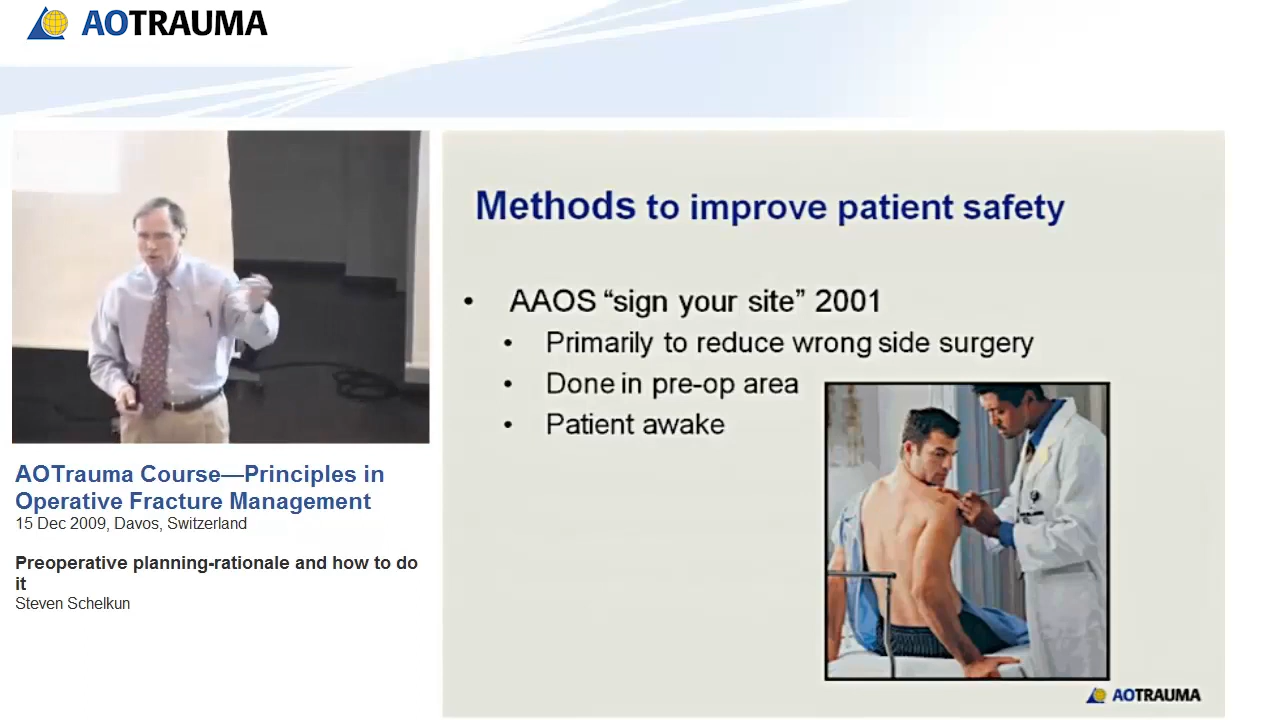 AOTRAUMA
Methods to improve patient safety
• AAOS “sign your site” 2001
• Primarily to reduce wrong side surgery
• Done in pre-op area
• Patient awake
AOTRAUMA
AOTrauma Course—Principles in
Operative Fracture Management
15 Dec 2009, Davos, Switzerland
Preoperative planning-rationale and how to do
it
Steven Schelkun